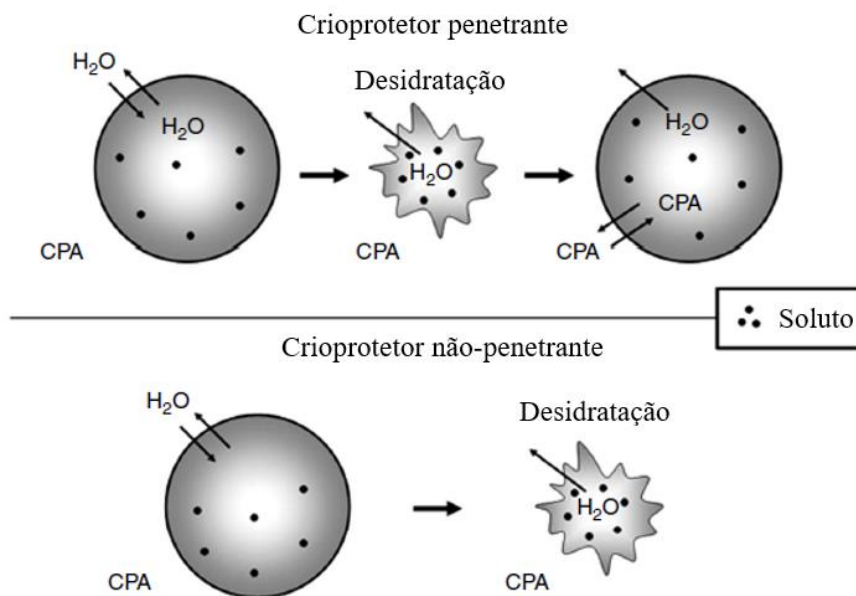 Crioprotetor penetrante
H₂O
Desidratação
H₂O
H₂O
H₂O
CPA
CPA
CPA
CPA
CPA
Soluto
Crioprotetor não-penetrante
H₂O
Desidratação
H₂O
CPA
CPA